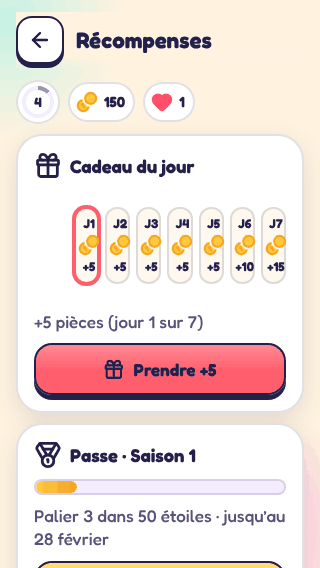 Récompenses
4 150 1
Cadeau du jour
J1 J2 J3 J4 J5 J6 J7
+5 +5 +5 +5 +5 +10 +15
+5 pièces (jour 1 sur 7)
Prendre +5
Passe · Saison 1
Palier 3 dans 50 étoiles · jusqu'au
28 février